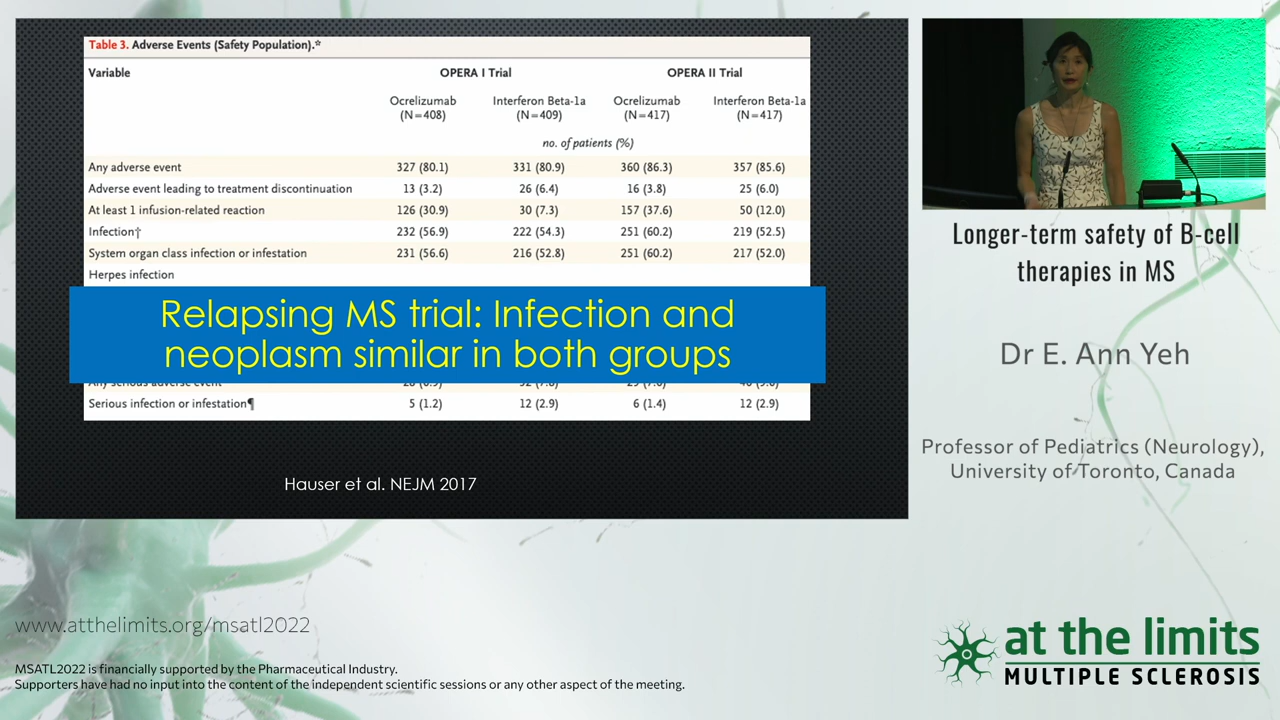 Table 3. Adverse Events (Safety Population).*
Variable OPERA I Trial OPERA II Trial
Ocrelizumab (N=408) Interferon Beta-1a (N=409) Ocrelizumab (N=417) Interferon Beta-1a (N=417)
no. of patients (%)
Any adverse event 327 (80.1) 331 (80.9) 360 (86.3) 357 (85.6)
Adverse event leading to treatment discontinuation 13 (3.2) 26 (6.4) 16 (3.8) 25 (6.0)
At least 1 infusion-related reaction 126 (30.9) 30 (7.3) 157 (37.6) 50 (12.0)
Infection† 232 (56.9) 222 (54.3) 251 (60.2) 219 (52.5)
System organ class infection or infestation 231 (56.6) 216 (52.8) 251 (60.2) 217 (52.0)
Herpes infection
Relapsing MS trial: Infection and
neoplasm similar in both groups
Any serious adverse event
Serious infection or infestation¶ 5 (1.2) 12 (2.9) 6 (1.4) 12 (2.9)
Hauser et al. NEJM 2017
Longer-term safety of B-cell
therapies in MS
Dr E. Ann Yeh
Professor of Pediatrics (Neurology),
University of Toronto, Canada
www.atthelimits.org/msatl2022
MSATL2022 is financially supported by the Pharmaceutical Industry.
Supporters have had no input into the content of the independent scientific sessions or any other aspect of the meeting.
at the limits
MULTIPLE SCLEROSIS